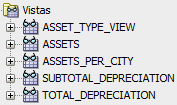 Vistas
ASSET_TYPE_VIEW
ASSETS
ASSETS_PER_CITY
SUBTOTAL_DEPRECIATION
TOTAL_DEPRECIATION